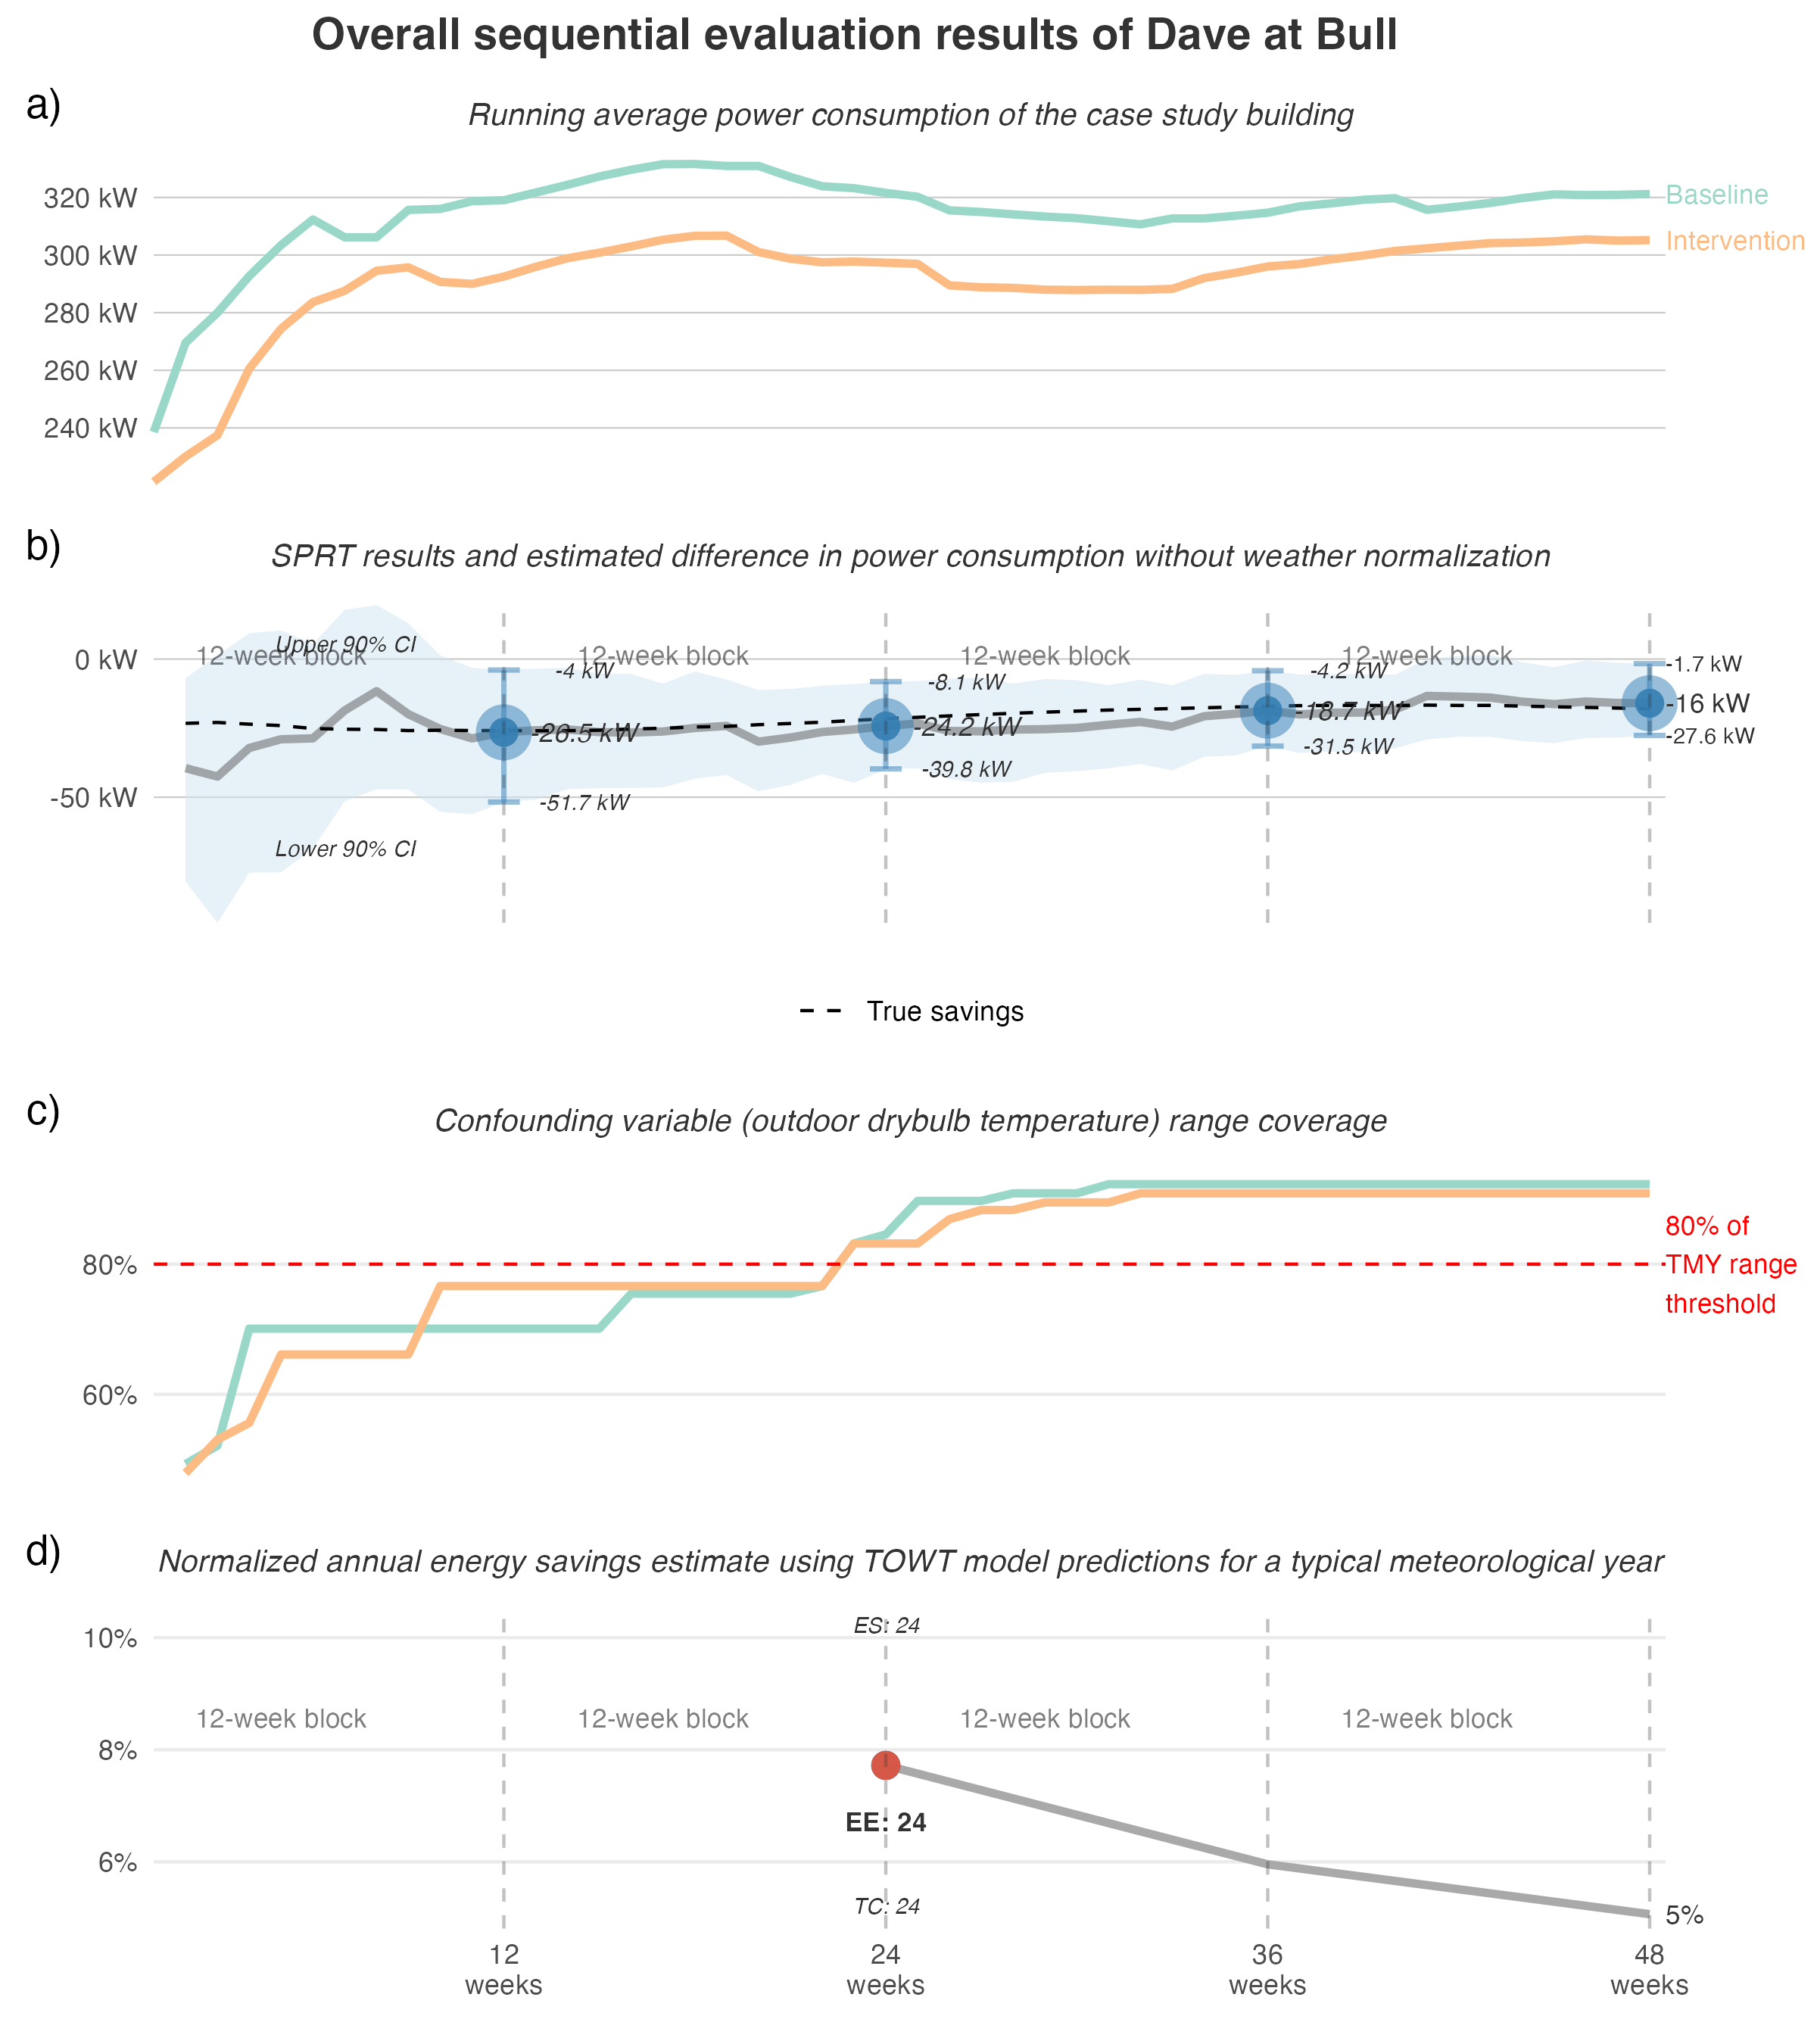 Overall sequential evaluation results of Dave at Bull
a)
Running average power consumption of the case study building
320 kW
300 kW
280 kW
260 kW
240 kW
Baseline
Intervention
b)
SPRT results and estimated difference in power consumption without weather normalization
0 kW
-50 kW
12-week block
12-week block
12-week block
12-week block
Upper 90% CI
Lower 90% CI
-4 kW
-26.5 kW
-51.7 kW
-8.1 kW
-24.2 kW
-39.8 kW
-4.2 kW
-18.7 kW
-31.5 kW
-1.7 kW
-16 kW
-27.6 kW
True savings
c)
Confounding variable (outdoor drybulb temperature) range coverage
80%
60%
80% of
TMY range
threshold
d)
Normalized annual energy savings estimate using TOWT model predictions for a typical meteorological year
10%
8%
6%
ES: 24
12-week block
12-week block
12-week block
12-week block
EE: 24
TC: 24
5%
12
weeks
24
weeks
36
weeks
48
weeks